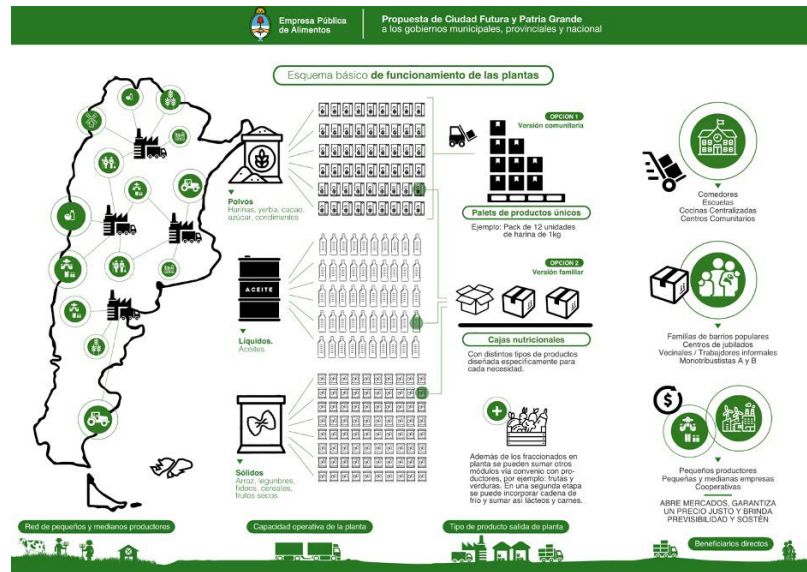 Empresa Pública
de Alimentos
Propuesta de Ciudad Futura y Patria Grande
a los gobiernos municipales, provinciales y nacional
Esquema básico de funcionamiento de las plantas
Polvos
Harinas, yerba, cacao,
azúcar, condimentos
ACEITE
Líquidos.
Aceites.
Sólidos
Arroz, legunbres,
fideos, cereales,
frutos secos
OPCION 1
Versión comunitaria
Palets de productos únicos
Ejemplo: Pack de 12 unidades
de harina de 1kg
OPCION 2
Versión familiar
Cajas nutricionales
Con distintos tipos de productos
diseñada específicamente para
cada necesidad.
Además de los fraccionados en
planta se pueden sumar otros
módulos via convenio con pro-
ductores, por ejemplo: frutas y
verduras. En una segunda etapa
se puede incorporar cadena de
frío y sumar asi lácteos y carnes.
Comedores
Escuelas
Cocinas Centralizadas
Centros Comunitarios
Familias de barrios populares
Centros de jubilados
Vecinales / Trabajdores informales
Monotributistas A y B
$
Pequeños productores
Pequeñas y medianas empresas
Cooperativas
ABRE MERCADOS, GARANTIZA
UN PRECIO JUSTO Y BRINDA
PREVISIBILIDAD Y SOSTÉN
Red de pequeños y medianos productores
Capacidad operativa de la planta
Tipo de producto salida de planta
Beneficiarios directos